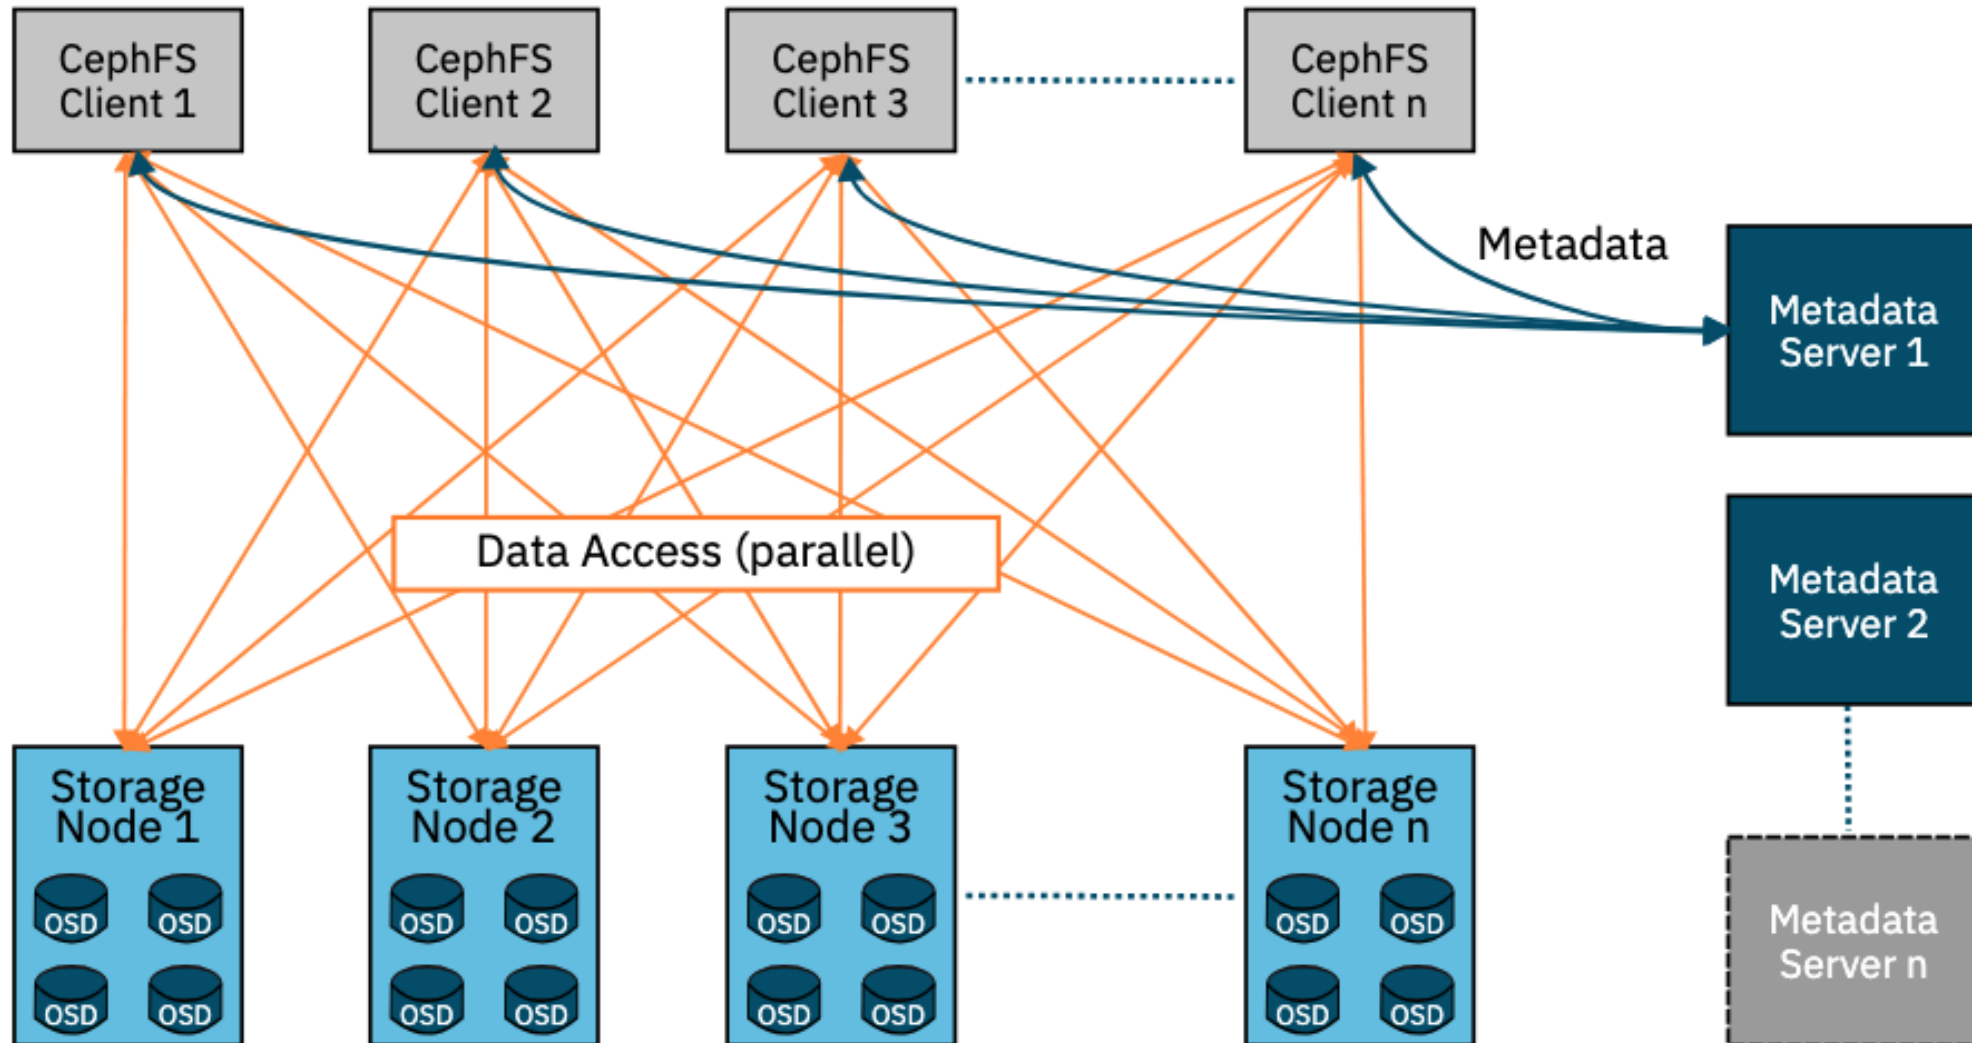 CephFS
Client 1
CephFS
Client 2
CephFS
Client 3
CephFS
Client n
Metadata
Metadata
Server 1
Data Access (parallel)
Metadata
Server 2
Storage
Node 1
OSD OSD
OSD OSD
Storage
Node 2
OSD OSD
OSD OSD
Storage
Node 3
OSD OSD
OSD OSD
Storage
Node n
OSD OSD
OSD OSD
Metadata
Server n